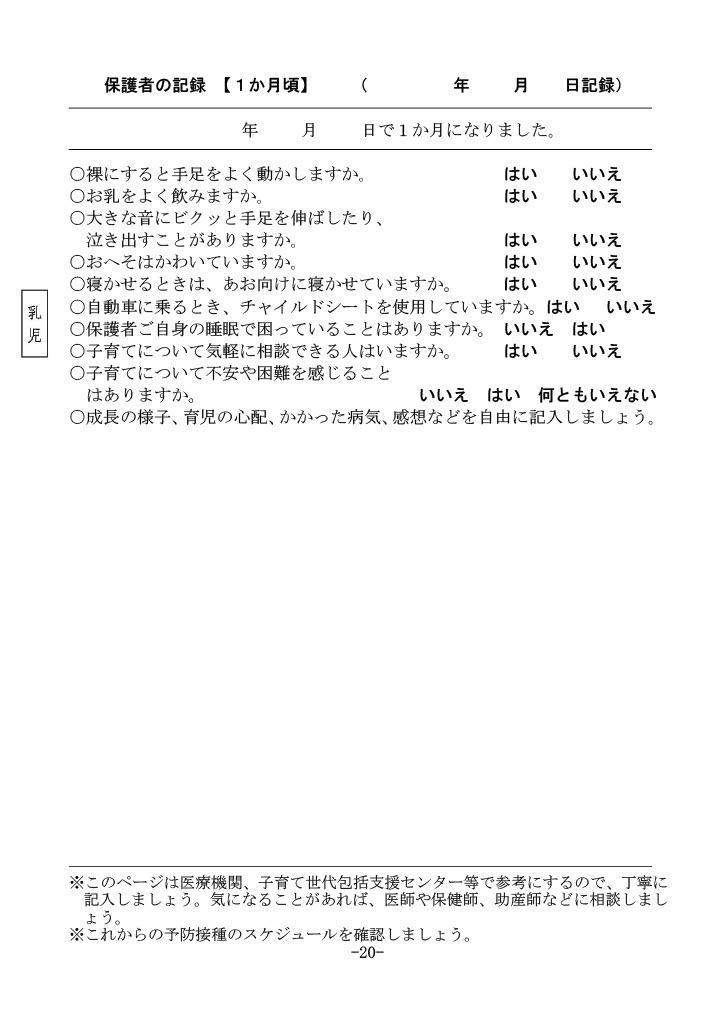 保護者の記録 【１か月頃】 （ 年 月 日記録）
年 月 日で１か月になりました。
○裸にすると手足をよく動かしますか。 はい いいえ
○お乳をよく飲みますか。 はい いいえ
○大きな音にビクッと手足を伸ばしたり、
泣き出すことがありますか。 はい いいえ
○おへそはかわいていますか。 はい いいえ
○寝かせるときは、あお向けに寝かせていますか。 はい いいえ
○自動車に乗るとき、チャイルドシートを使用していますか。 はい いいえ
○保護者ご自身の睡眠で困っていることはありますか。 いいえ はい
○子育てについて気軽に相談できる人はいますか。 はい いいえ
○子育てについて不安や困難を感じること
はありますか。 いいえ はい 何ともいえない
○成長の様子、育児の心配、かかった病気、感想などを自由に記入しましょう。
乳
児
※このページは医療機関、子育て世代包括支援センター等で参考にするので、丁寧に
記入しましょう。気になることがあれば、医師や保健師、助産師などに相談しまし
ょう。
※これからの予防接種のスケジュールを確認しましょう。
−20−